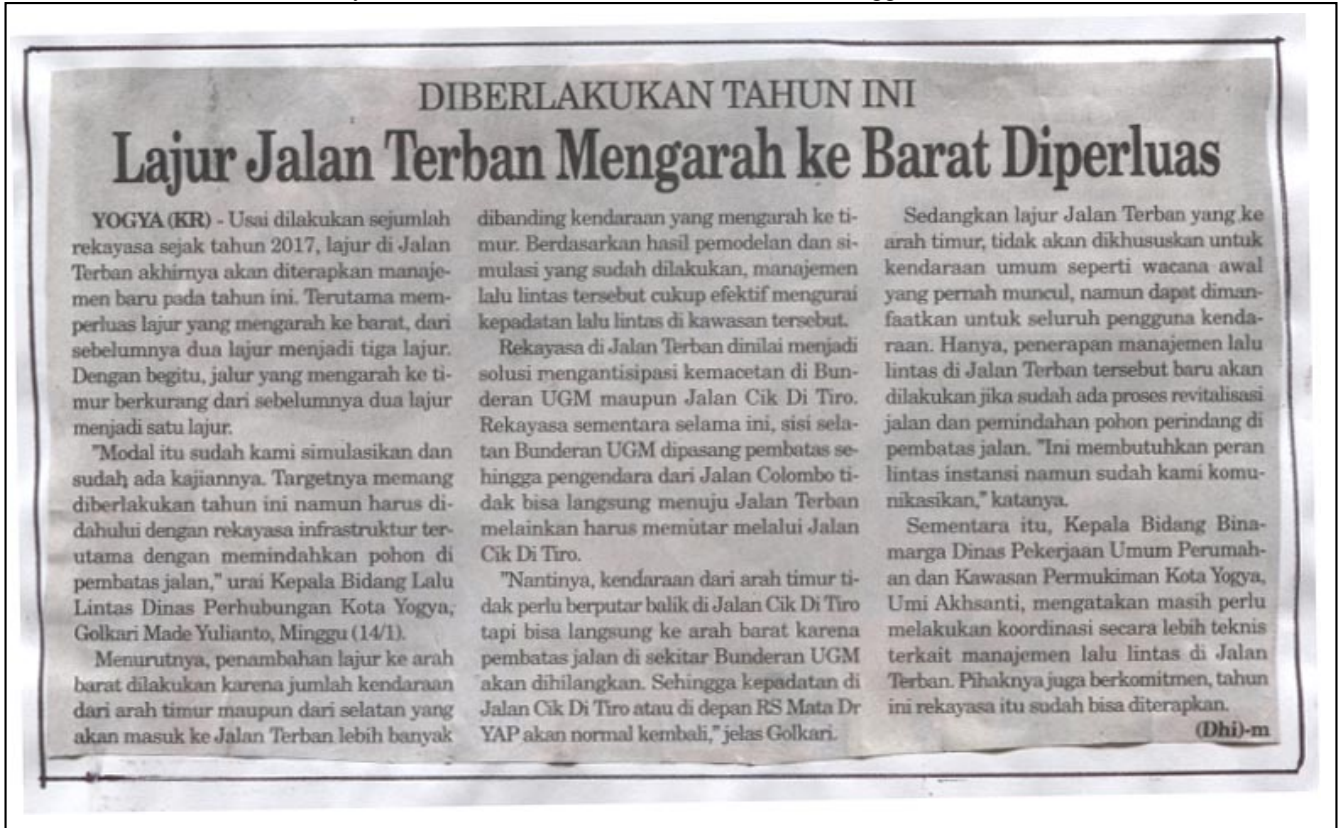 DIBERLAKUKAN TAHUN INI
Lajur Jalan Terban Mengarah ke Barat Diperluas
YOGYA (KR) - Usai dilakukan sejumlah
rekayasa sejak tahun 2017, lajur di Jalan
Terban akhirnya akan diterapkan manaje-
men baru pada tahun ini. Terutama mem-
perluas lajur yang mengarah ke barat, dari
sebelumnya dua lajur menjadi tiga lajur.
Dengan begitu, jalur yang mengarah ke ti-
mur berkurang dari sebelumnya dua lajur
menjadi satu lajur.
"Modal itu sudah kami simulasikan dan
sudah ada kajiannya. Targetnya memang
diberlakukan tahun ini namun harus di-
dahului dengan rekayasa infrastruktur ter-
utama dengan memindahkan pohon di
pembatas jalan," urai Kepala Bidang Lalu
Lintas Dinas Perhubungan Kota Yogya,
Golkari Made Yulianto, Minggu (14/1).
Menurutnya, penambahan lajur ke arah
barat dilakukan karena jumlah kendaraan
dari arah timur maupun dari selatan yang
akan masuk ke Jalan Terban lebih banyak
dibanding kendaraan yang mengarah ke ti-
mur. Berdasarkan hasil pemodelan dan si-
mulasi yang sudah dilakukan, manajemen
lalu lintas tersebut cukup efektif mengurai
kepadatan lalu lintas di kawasan tersebut.
Rekayasa di Jalan Terban dinilai menjadi
solusi mengantisipasi kemacetan di Bun-
deran UGM maupun Jalan Cik Di Tiro.
Rekayasa sementara selama ini, sisi sela-
tan Bunderan UGM dipasang pembatas se-
hingga pengendara dari Jalan Colombo ti-
dak bisa langsung menuju Jalan Terban
melainkan harus memutar melalui Jalan
Cik Di Tiro.
"Nantinya, kendaraan dari arah timur ti-
dak perlu berputar balik di Jalan Cik Di Tiro
tapi bisa langsung ke arah barat karena
pembatas jalan di sekitar Bunderan UGM
akan dihilangkan. Sehingga kepadatan di
Jalan Cik Di Tiro atau di depan RS Mata Dr
YAP akan normal kembali," jelas Golkari.
Sedangkan lajur Jalan Terban yang ke
arah timur, tidak akan dikhususkan untuk
kendaraan umum seperti wacana awal
yang pernah muncul, namun dapat diman-
faatkan untuk seluruh pengguna kenda-
raan. Hanya, penerapan manajemen lalu
lintas di Jalan Terban tersebut baru akan
dilakukan jika sudah ada proses revitalisasi
jalan dan pemindahan pohon perindang di
pembatas jalan. "Ini membutuhkan peran
lintas instansi namun sudah kami komu-
nikasikan," katanya.
Sementara itu, Kepala Bidang Bina-
marga Dinas Pekerjaan Umum Perumah-
an dan Kawasan Permukiman Kota Yogya,
Umi Akhsanti, mengatakan masih perlu
melakukan koordinasi secara lebih teknis
terkait manajemen lalu lintas di Jalan
Terban. Pihaknya juga berkomitmen, tahun
ini rekayasa itu sudah bisa diterapkan.
(Dhi)-m